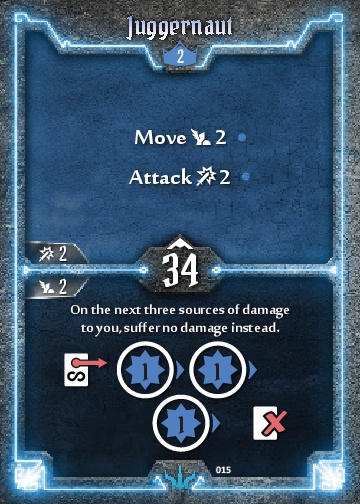 Juggernaut
2
Move 2
Attack 2
2
34
2
On the next three sources of damage
to you, suffer no damage instead.
S
1
1
1
015